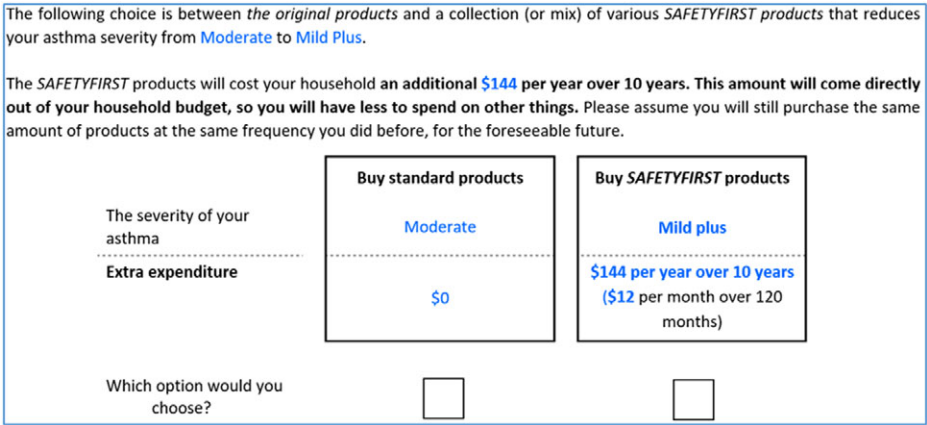 The following choice is between the original products and a collection (or mix) of various SAFETYFIRST products that reduces
your asthma severity from Moderate to Mild Plus.
The SAFETYFIRST products will cost your household an additional $144 per year over 10 years. This amount will come directly
out of your household budget, so you will have less to spend on other things. Please assume you will still purchase the same
amount of products at the same frequency you did before, for the foreseeable future.
Buy standard products
Buy SAFETYFIRST products
The severity of your
asthma
Moderate
Mild plus
Extra expenditure
$0
$144 per year over 10 years
($12 per month over 120
months)
Which option would you
choose?